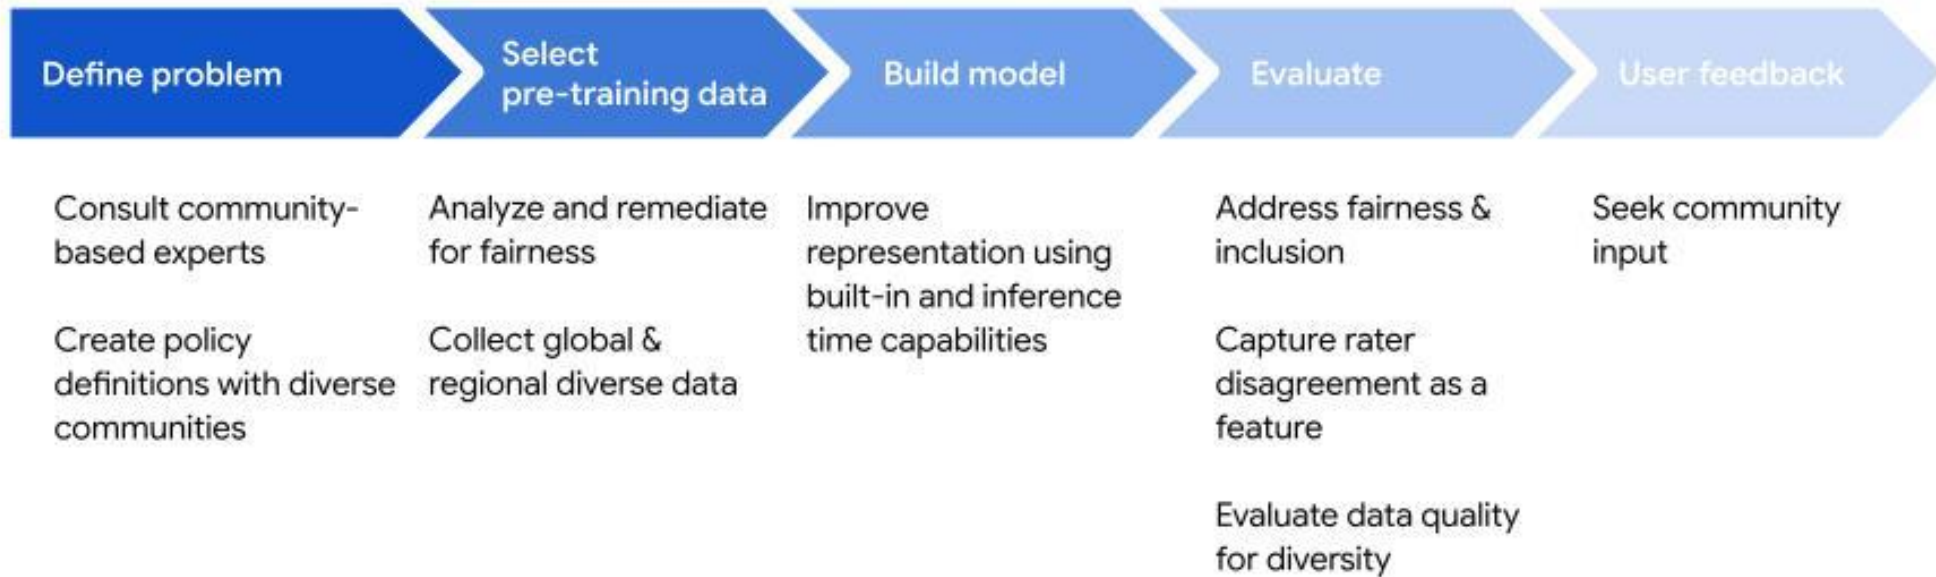 Define problem
Select
pre-training data
Build model
Evaluate
User feedback
Consult community-
based experts
Create policy
definitions with diverse
communities
Analyze and remediate
for fairness
Collect global &
regional diverse data
Improve
representation using
built-in and inference
time capabilities
Address fairness &
inclusion
Capture rater
disagreement as a
feature
Evaluate data quality
for diversity
Seek community
input